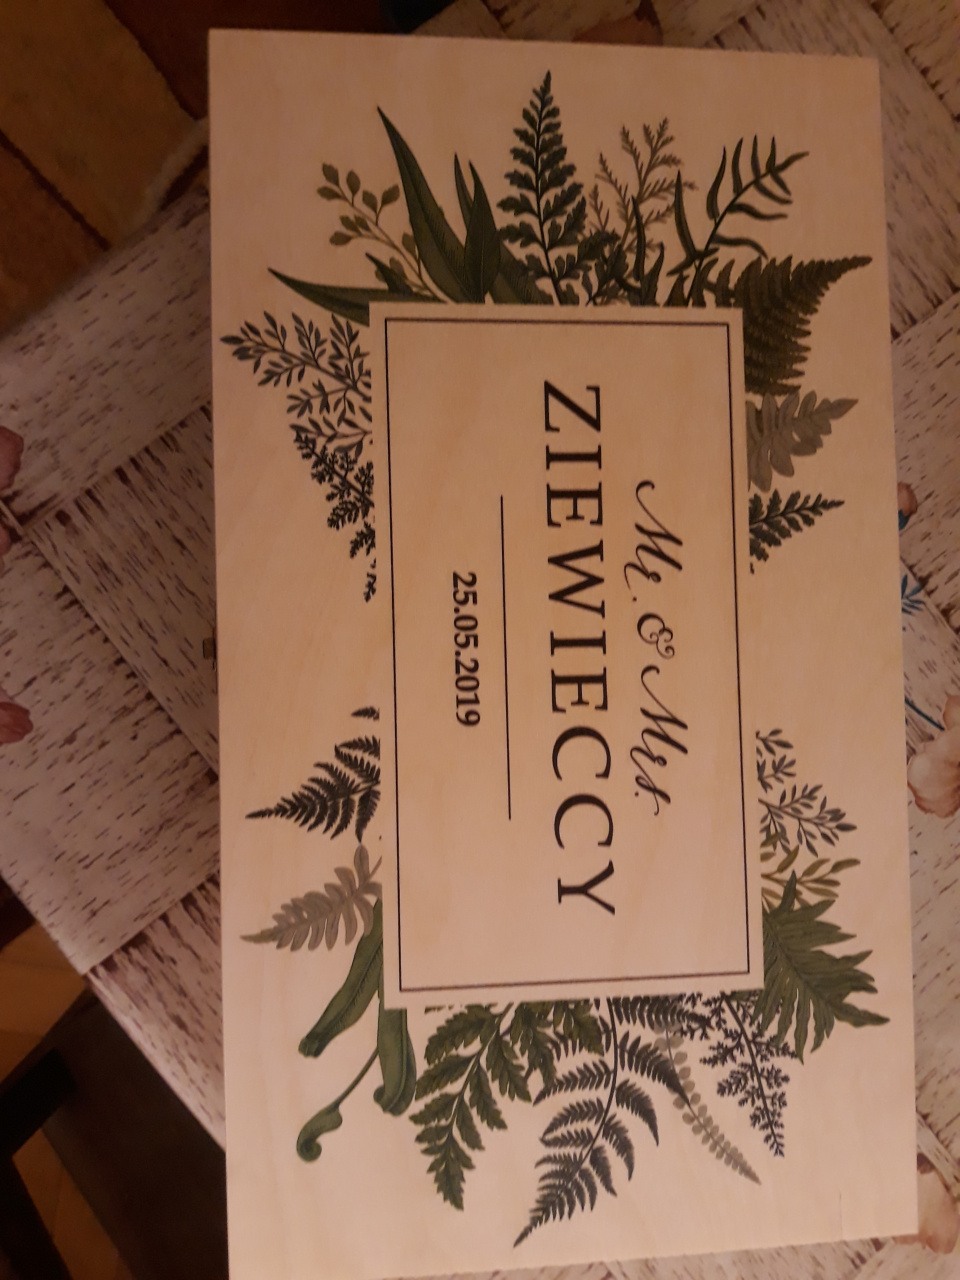 Mr. & Mrs.
ZIEWIECCY
25.05.2019